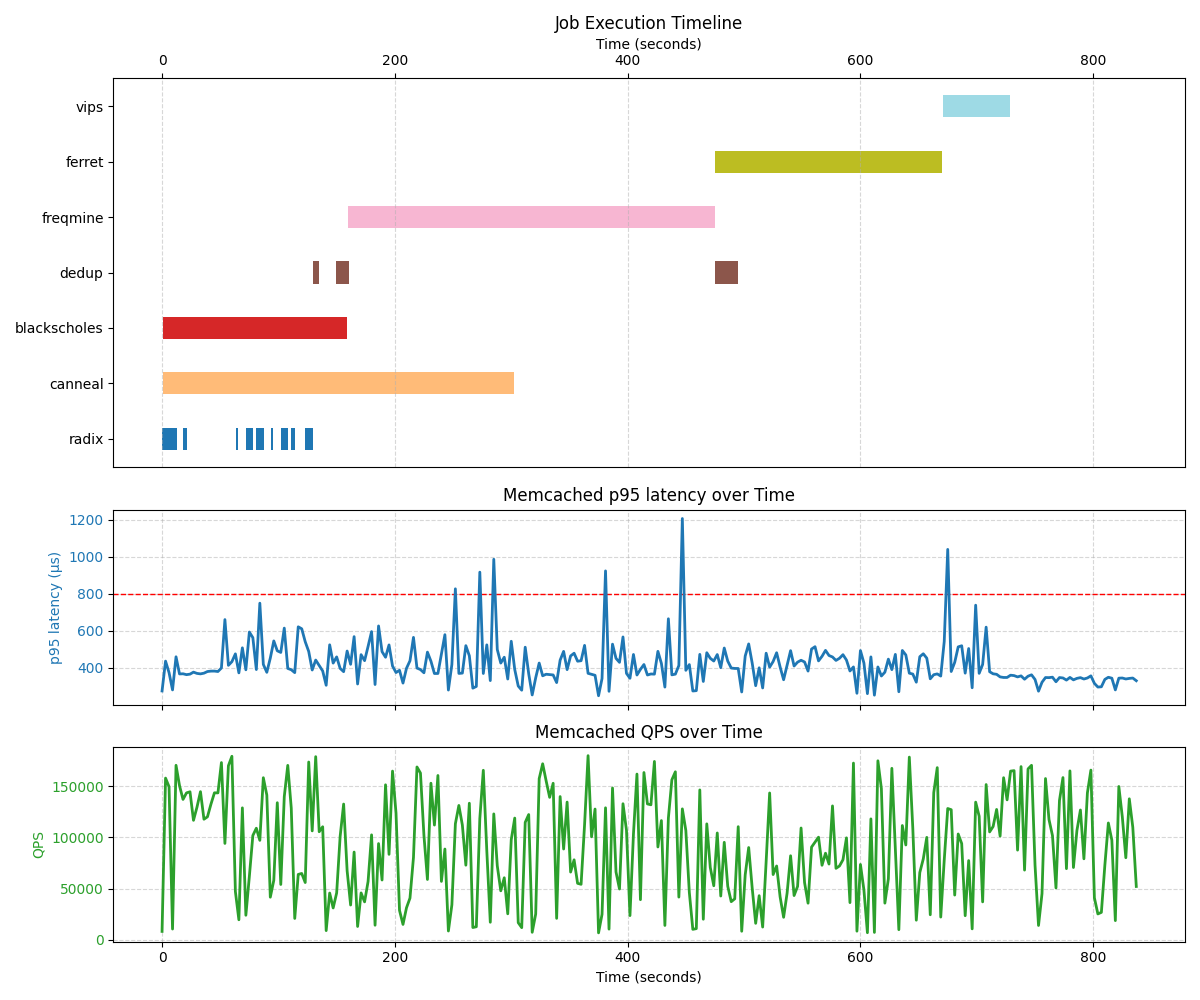 Job Execution Timeline
Time (seconds)
0 200 400 600 800
vips
ferret
freqmine
dedup
blackscholes
canneal
radix
Memcached p95 latency over Time
1200
1000
800
600
400
p95 latency (µs)
Memcached QPS over Time
150000
100000
50000
0
QPS
0 200 400 600 800
Time (seconds)